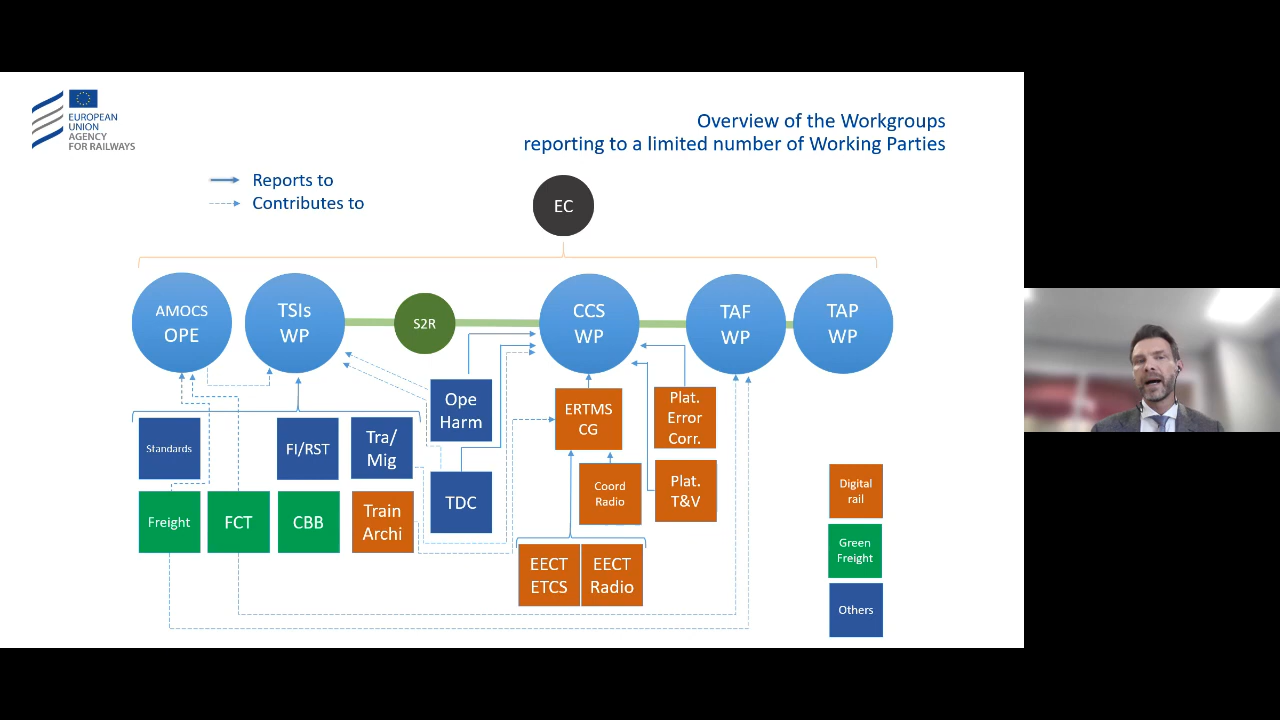 EUROPEAN
UNION
AGENCY
FOR RAILWAYS
Overview of the Workgroups
reporting to a limited number of Working Parties
Reports to
Contributes to
EC
AMOCS
OPE
TSIs
WP
S2R
CCS
WP
TAF
WP
TAP
WP
Standards
FI/RST
Tra/
Mig
Ope
Harm
ERTMS
CG
Plat.
Error
Corr.
Freight
FCT
CBB
Train
Archi
TDC
Coord
Radio
Plat.
T&V
EECT
ETCS
EECT
Radio
Digital
rail
Green
Freight
Others